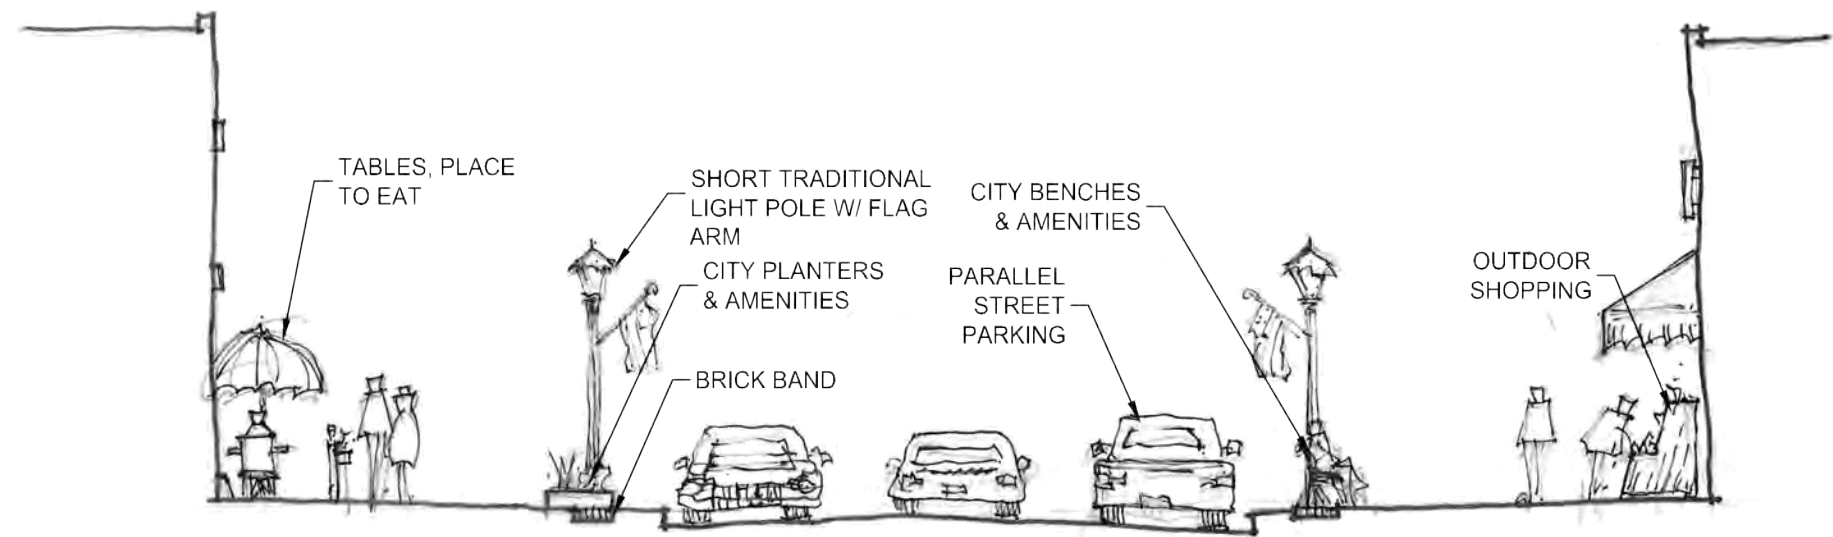 TABLES, PLACE
TO EAT
SHORT TRADITIONAL
LIGHT POLE W/ FLAG
ARM
CITY PLANTERS
& AMENITIES
BRICK BAND
CITY BENCHES
& AMENITIES
PARALLEL
STREET
PARKING
OUTDOOR
SHOPPING